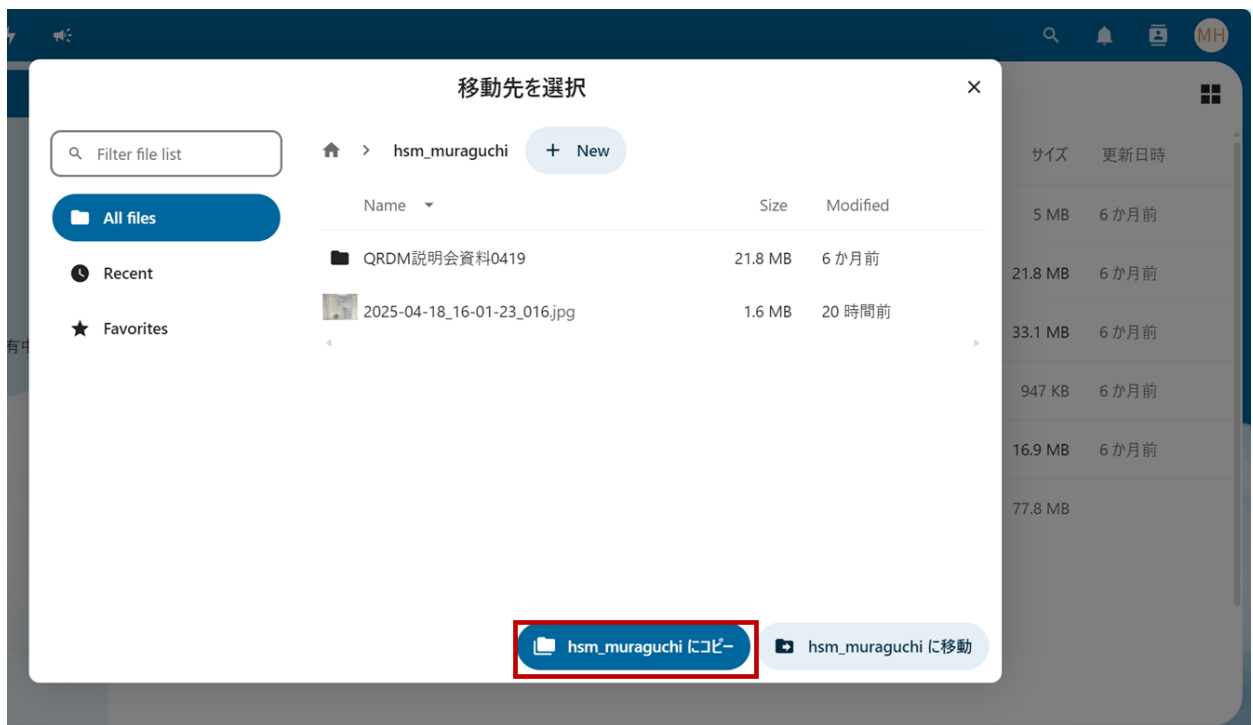 MH
移動先を選択
Filter file list
hsm_muraguchi
+ New
サイズ 更新日時
All files
Name Size Modified
5 MB 6 か月前
QRDM説明会資料0419 21.8 MB 6 か月前
Recent
21.8 MB 6 か月前
2025-04-18_16-01-23_016.jpg 1.6 MB 20 時間前
Favorites
33.1 MB 6 か月前
有中
947 KB 6 か月前
16.9 MB 6 か月前
77.8 MB
hsm_muraguchi にコピー
hsm_muraguchi に移動